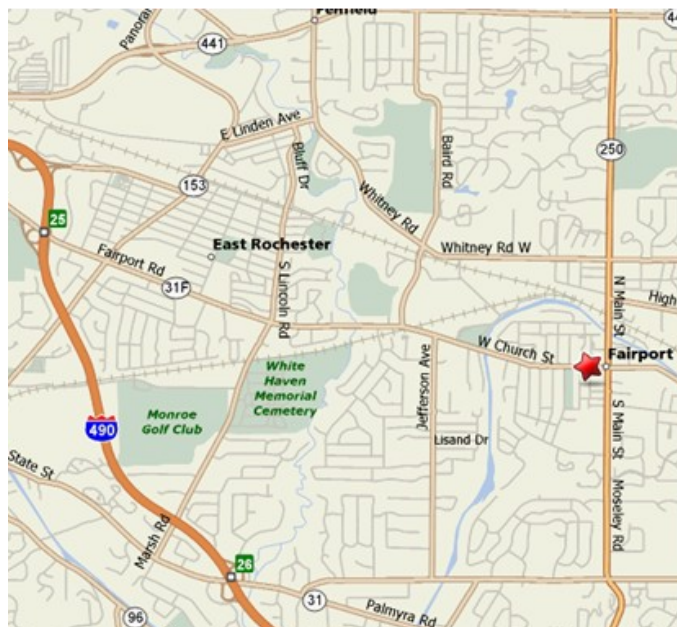 Penfield
Panoran
441
E Linden Ave
Bluff Dr
Baird Rd
250
153
Whitney Rd
25
East Rochester
Whitney Rd W
Fairport Rd
31F
S Lincoln Rd
N Main St
High
W Church St
Fairport
White
Haven
Memorial
Cemetery
Jefferson Ave
Monroe
Golf Club
490
Lisand Dr
S Main St
State St
Moseley Rd
Marsh Rd
26
31
96
Palmyra Rd